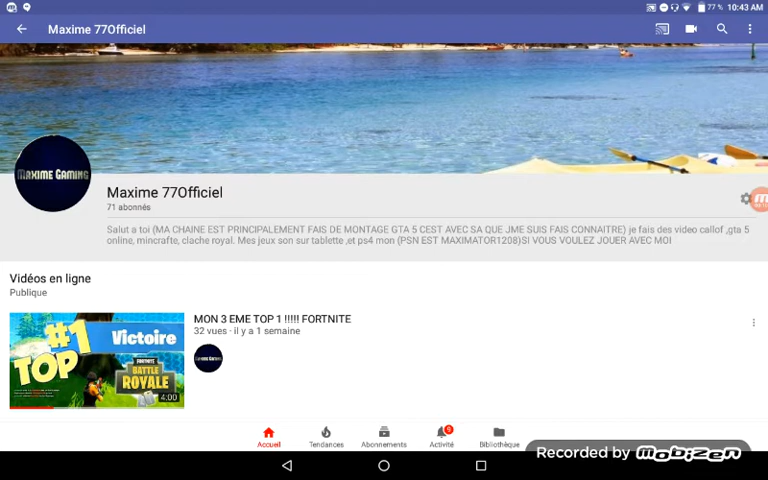 77 % 10:43 AM
Maxime 77Officiel
MAXIME GAMING
Maxime 77Officiel
71 abonnés
Salut a toi (MA CHAINE EST PRINCIPALEMENT FAIS DE MONTAGE GTA 5 CEST AVEC SA QUE JME SUIS FAIS CONNAITRE) je fais des video callof ,gta 5
online, mincrafte, clache royal. Mes jeux son sur tablette ,et ps4 mon (PSN EST MAXIMATOR1208)SI VOUS VOULEZ JOUER AVEC MOI
Vidéos en ligne
Publique
#1
TOP
Victoire
FORTNITE
BATTLE
ROYALE
4:00
MON 3 EME TOP 1 !!!!! FORTNITE
32 vues · il y a 1 semaine
Accueil
Tendances
Abonnements
9
Activité
Bibliothèque
Recorded by Mobizen